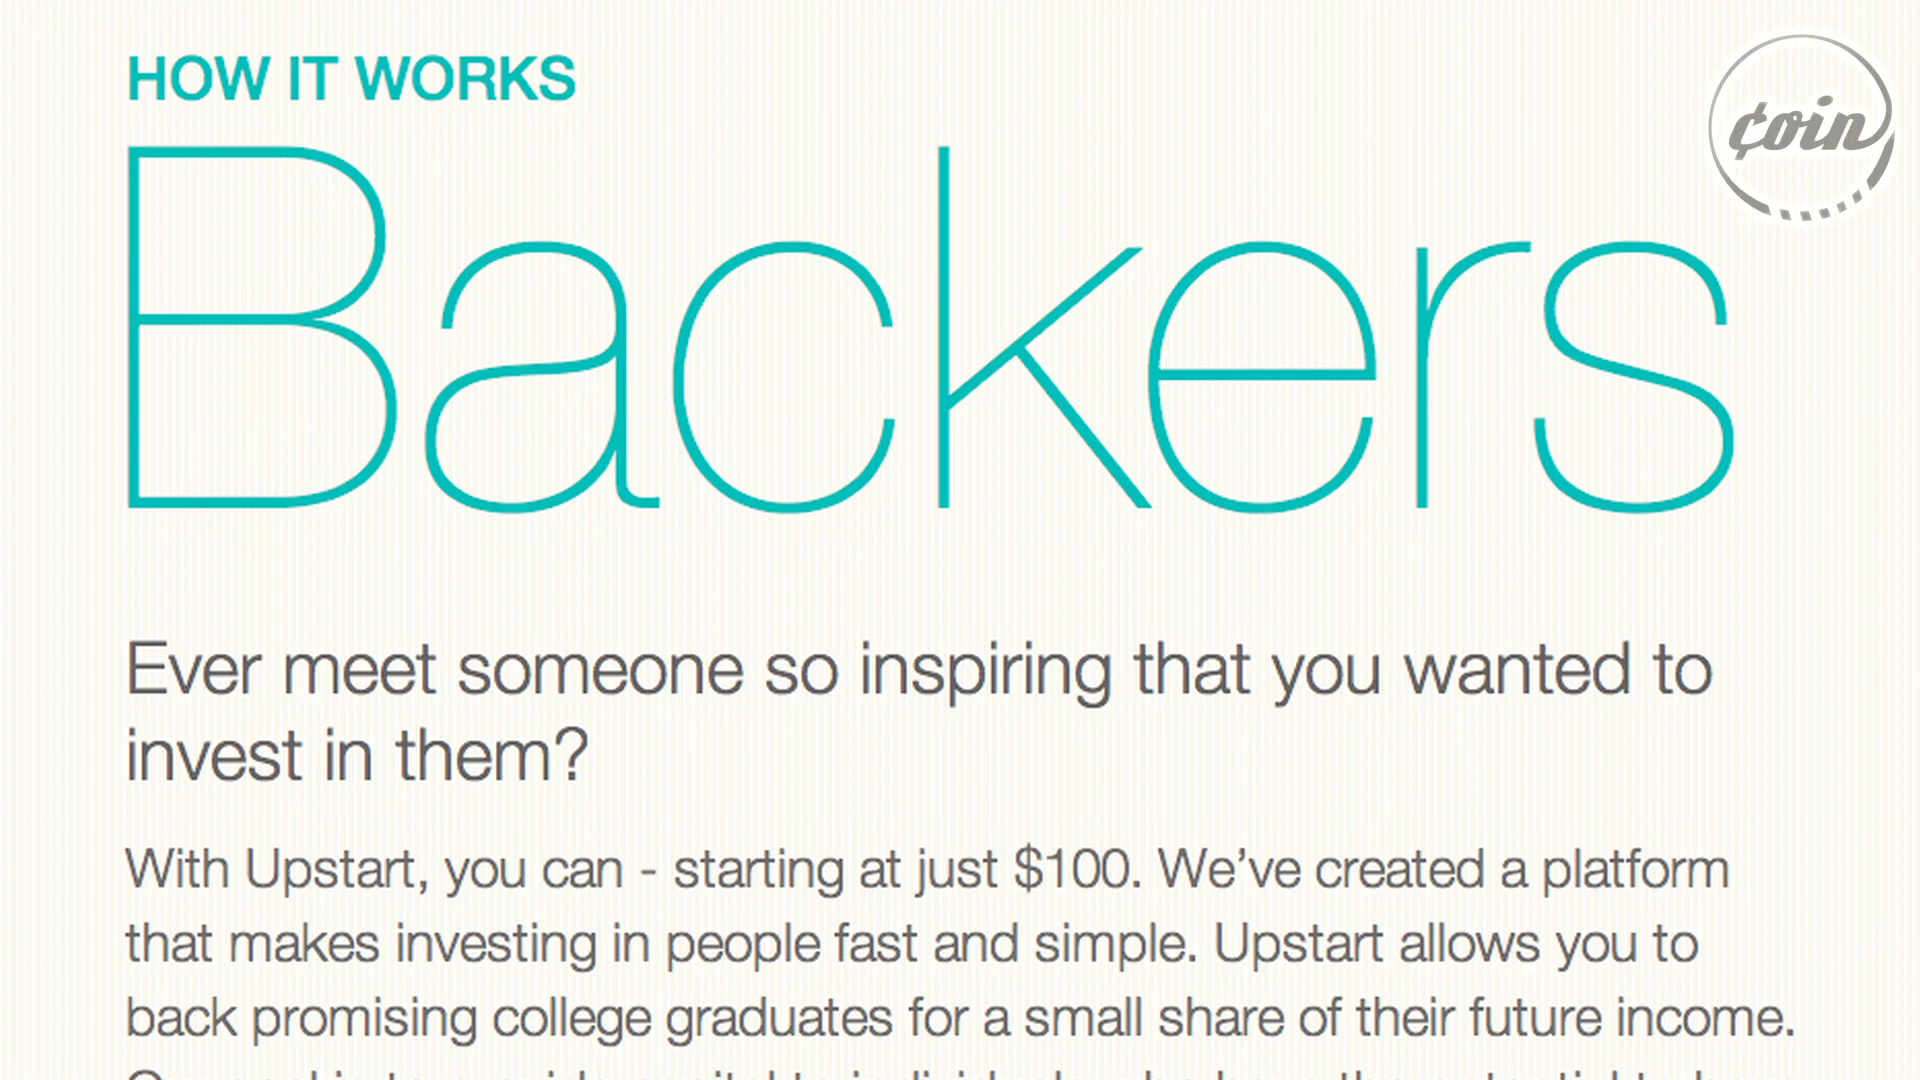 HOW IT WORKS
¢oin
Backers
Ever meet someone so inspiring that you wanted to
invest in them?
With Upstart, you can - starting at just $100. We’ve created a platform
that makes investing in people fast and simple. Upstart allows you to
back promising college graduates for a small share of their future income.